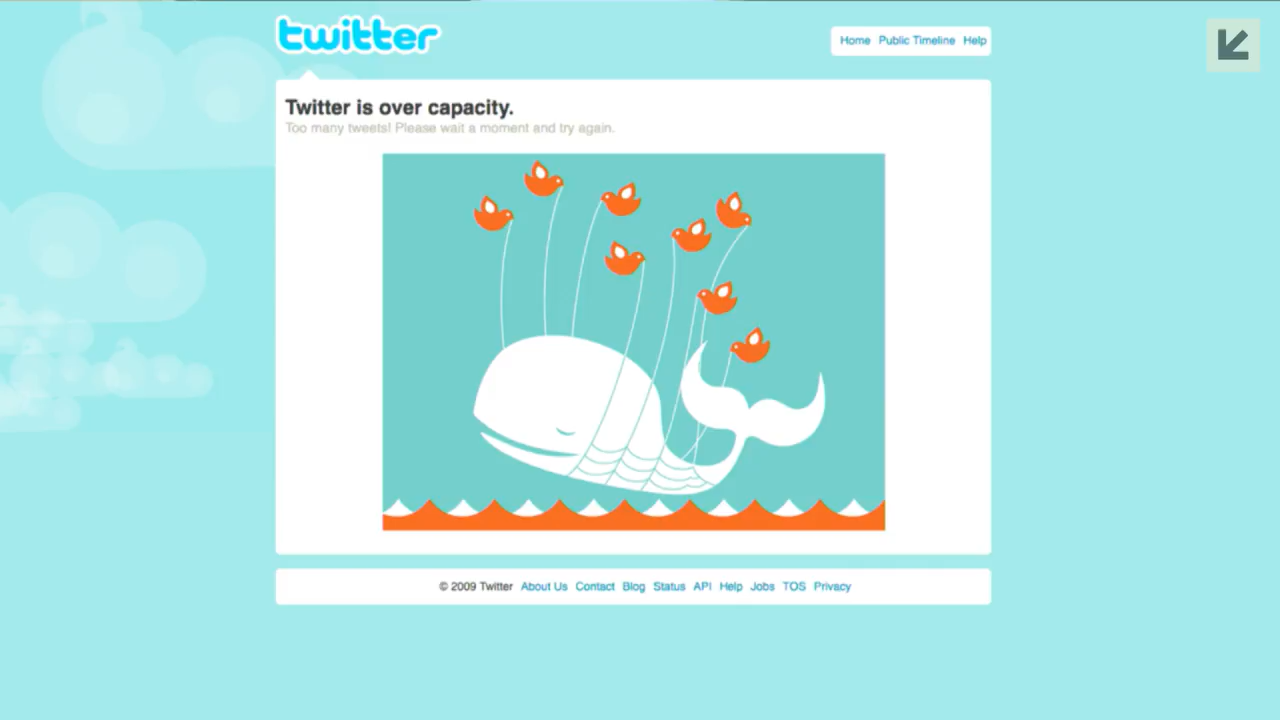 twitter
Home Public Timeline Help
Twitter is over capacity.
Too many tweets! Please wait a moment and try again.
© 2009 Twitter About Us Contact Blog Status API Help Jobs TOS Privacy